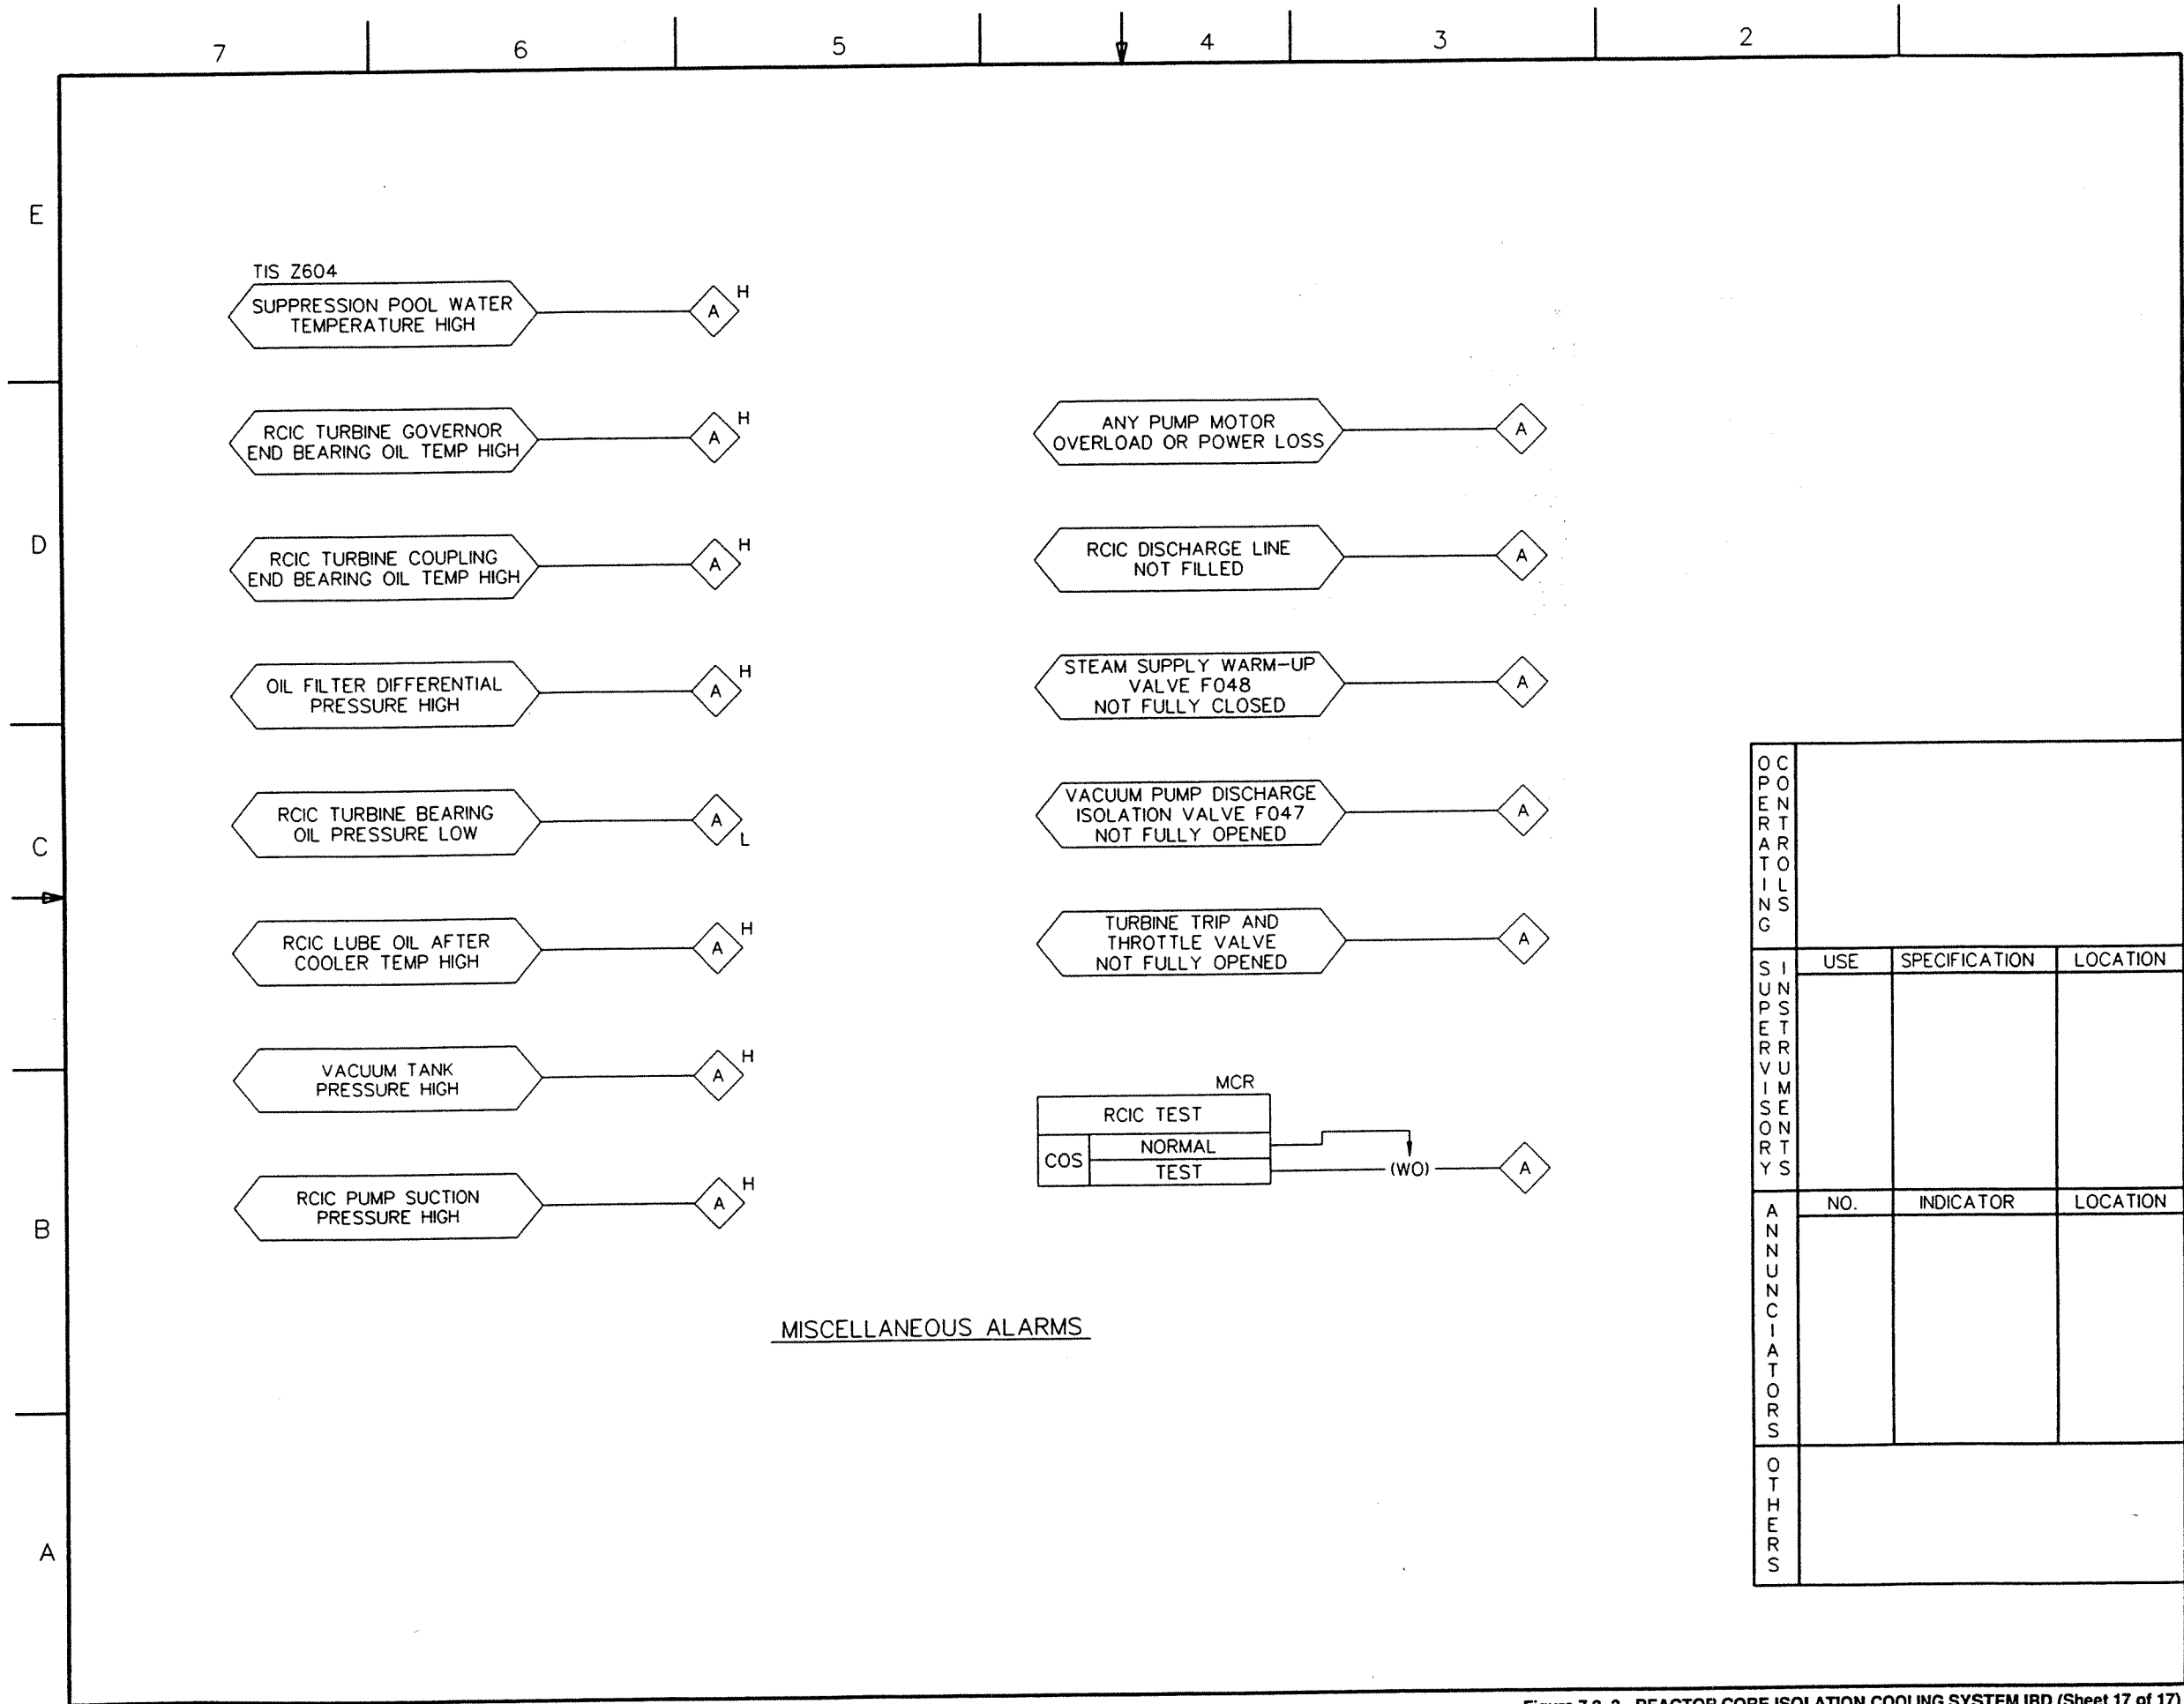 7 6 5 4 3 2
E
D
C
B
A
TIS Z604
SUPPRESSION POOL WATER
TEMPERATURE HIGH
A H
RCIC TURBINE GOVERNOR
END BEARING OIL TEMP HIGH
A H
RCIC TURBINE COUPLING
END BEARING OIL TEMP HIGH
A H
OIL FILTER DIFFERENTIAL
PRESSURE HIGH
A H
RCIC TURBINE BEARING
OIL PRESSURE LOW
A L
RCIC LUBE OIL AFTER
COOLER TEMP HIGH
A H
VACUUM TANK
PRESSURE HIGH
A H
RCIC PUMP SUCTION
PRESSURE HIGH
A H
ANY PUMP MOTOR
OVERLOAD OR POWER LOSS
A
RCIC DISCHARGE LINE
NOT FILLED
A
STEAM SUPPLY WARM-UP
VALVE F048
NOT FULLY CLOSED
A
VACUUM PUMP DISCHARGE
ISOLATION VALVE F047
NOT FULLY OPENED
A
TURBINE TRIP AND
THROTTLE VALVE
NOT FULLY OPENED
A
MCR
RCIC TEST
COS
NORMAL
TEST
(WO)
A
MISCELLANEOUS ALARMS
OPERATING
CONTROLS
SUPERVISORY
INSTRUMENTS
USE SPECIFICATION LOCATION
ANNUNCIATORS
NO. INDICATOR LOCATION
OTHERS
REACTOR CORE ISOLATION COOLING SYSTEM IBD (Sheet 17 of 17)